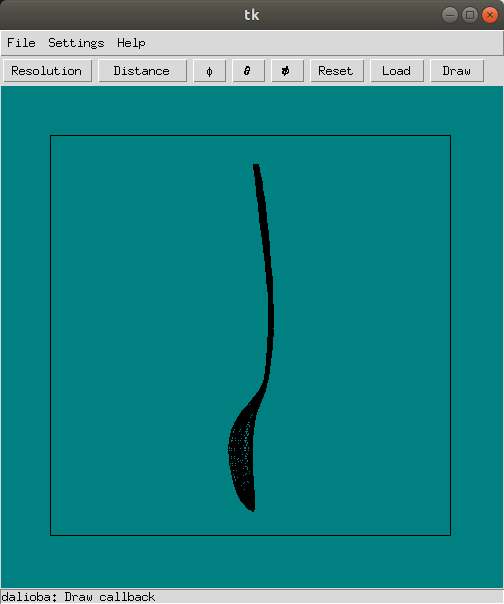 tk
File Settings Help
Resolution Distance ϕ θ ψ Reset Load Draw
dalioba: Draw callback